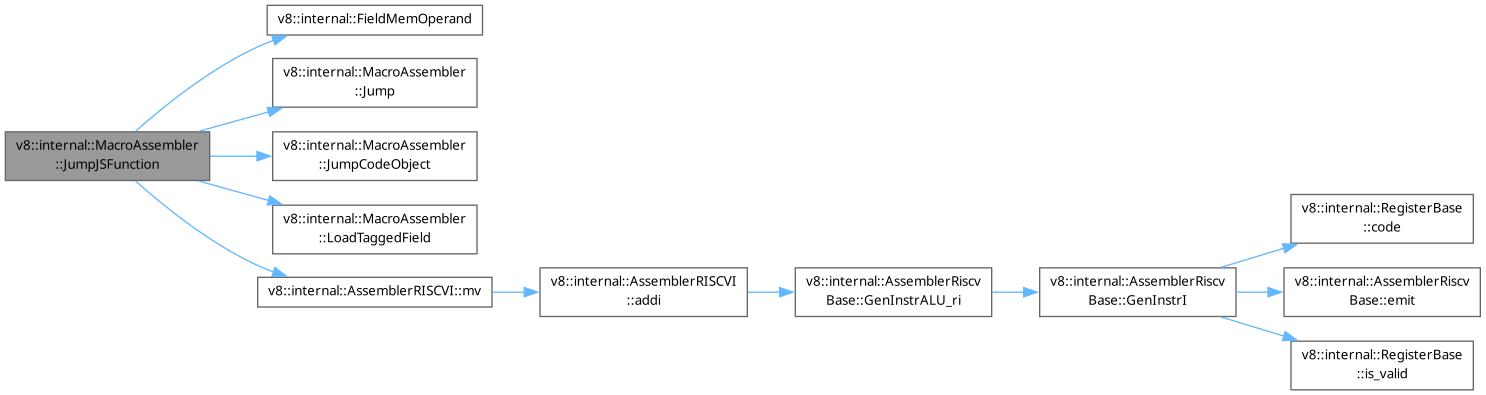 v8::internal::FieldMemOperand
v8::internal::MacroAssembler
::Jump
v8::internal::MacroAssembler
::JumpJSFunction
v8::internal::MacroAssembler
::JumpCodeObject
v8::internal::MacroAssembler
::LoadTaggedField
v8::internal::AssemblerRISCVI::mv
v8::internal::AssemblerRISCVI
::addi
v8::internal::AssemblerRiscv
Base::GenInstrALU_ri
v8::internal::AssemblerRiscv
Base::GenInstrI
v8::internal::RegisterBase
::code
v8::internal::AssemblerRiscv
Base::emit
v8::internal::RegisterBase
::is_valid